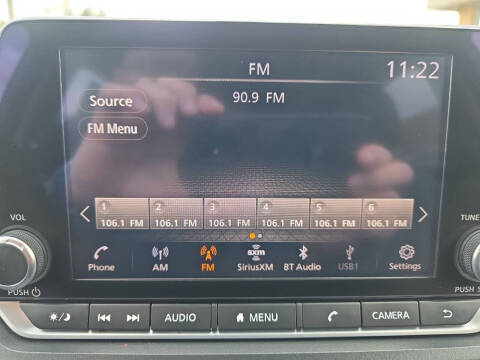 FM
11:22
Source
90.9 FM
FM Menu
1 2 3 4 5 6
106.1 FM 106.1 FM 106.1 FM 106.1 FM 106.1 FM 106.1 FM
VOL
TUNE
Phone AM FM SiriusXM BT Audio USB1 Settings
sxm
PUSH
PUSH S
AUDIO MENU CAMERA